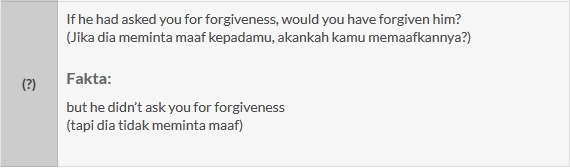 If he had asked you for forgiveness, would you have forgiven him?
(Jika dia meminta maaf kepadamu, akankah kamu memaafkannya?)
(?)
Fakta:
but he didn't ask you for forgiveness
(tapi dia tidak meminta maaf)